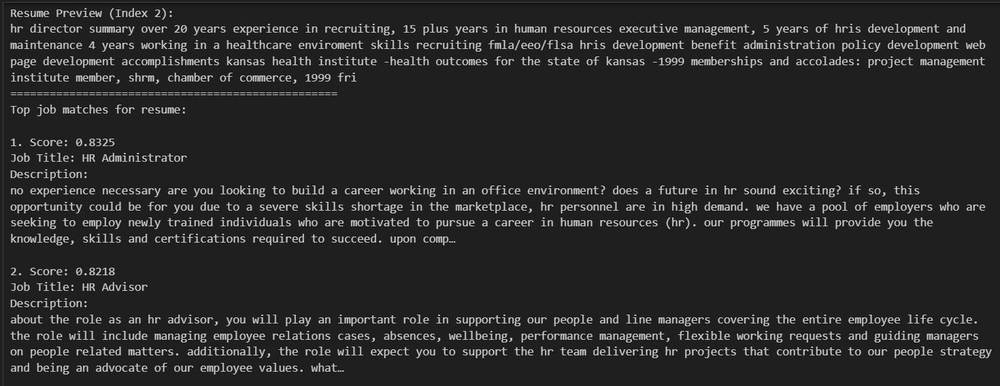 Resume Preview (Index 2):
hr director summary over 20 years experience in recruiting, 15 plus years in human resources executive management, 5 years of hris development and
maintenance 4 years working in a healthcare enviroment skills recruiting fmla/eeo/flsa hris development benefit administration policy development web
page development accomplishments kansas health institute -health outcomes for the state of kansas -1999 memberships and accolades: project management
institute member, shrm, chamber of commerce, 1999 fri
==================================================
Top job matches for resume:
1. Score: 0.8325
Job Title: HR Administrator
Description:
no experience necessary are you looking to build a career working in an office environment? does a future in hr sound exciting? if so, this
opportunity could be for you due to a severe skills shortage in the marketplace, hr personnel are in high demand. we have a pool of employers who are
seeking to employ newly trained individuals who are motivated to pursue a career in human resources (hr). our programmes will provide you the
knowledge, skills and certifications required to succeed. upon comp…
2. Score: 0.8218
Job Title: HR Advisor
Description:
about the role as an hr advisor, you will play an important role in supporting our people and line managers covering the entire employee life cycle.
the role will include managing employee relations cases, absences, wellbeing, performance management, flexible working requests and guiding managers
on people related matters. additionally, the role will expect you to support the hr team delivering hr projects that contribute to our people strategy
and being an advocate of our employee values. what…